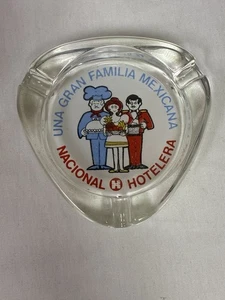 UNA GRAN FAMILIA MEXICANA
NACIONAL H HOTELERA